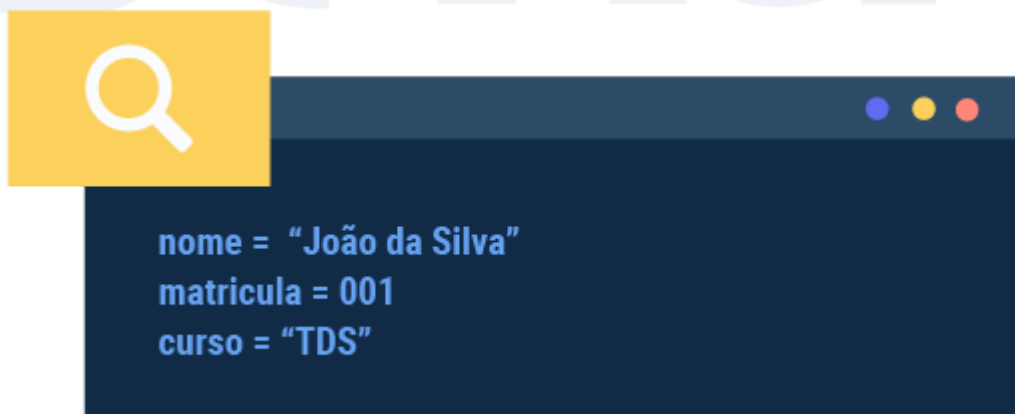 nome =  “João da Silva”
matricula = 001
curso = “TDS”